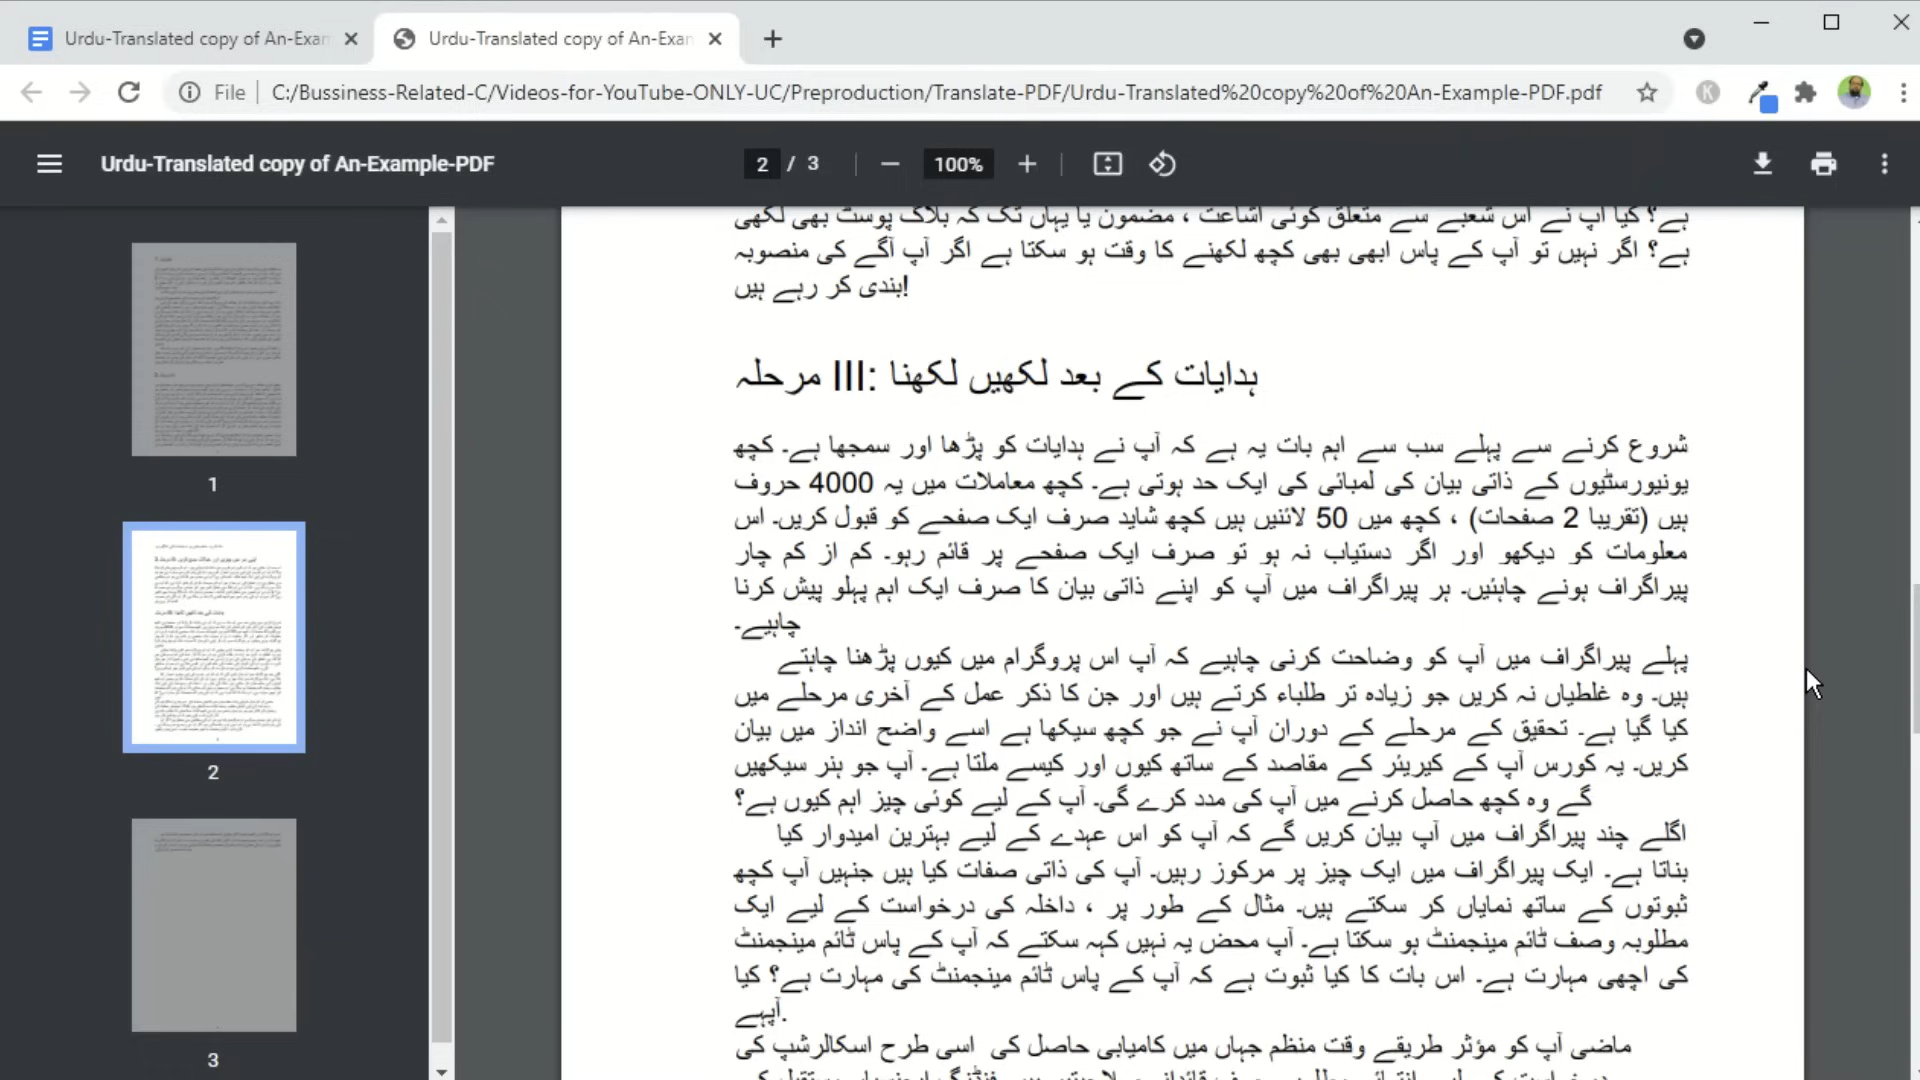 Urdu-Translated copy of An-Exar
Urdu-Translated copy of An-Exan
File
C:/Bussiness-Related-C/Videos-for-YouTube-ONLY-UC/Preproduction/Translate-PDF/Urdu-Translated%20copy%20of%20An-Example-PDF.pdf
K
Urdu-Translated copy of An-Example-PDF
2 / 3
100%
1
2
3
ہے؟ کیا آپ نے اس شعبے سے متعلق کوئی اشاعت ، مضمون یا یہاں تک کہ بلاگ پوسٹ بھی لکھی
ہے؟ اگر نہیں تو آپ کے پاس ابھی بھی کچھ لکھنے کا وقت ہو سکتا ہے اگر آپ آگے کی منصوبہ
بندی کر رہے ہیں!
ہدایات کے بعد لکھیں لکھنا :III مرحلہ
شروع کرنے سے پہلے سب سے اہم بات یہ ہے کہ آپ نے ہدایات کو پڑھا اور سمجھا ہے۔ کچھ
یونیورسٹیوں کے ذاتی بیان کی لمبائی کی ایک حد ہوتی ہے۔ کچھ معاملات میں یہ 4000 حروف
ہیں (تقریبا 2 صفحات) ، کچھ میں 50 لائنیں ہیں کچھ شاید صرف ایک صفحے کو قبول کریں۔ اس
معلومات کو دیکھو اور اگر دستیاب نہ ہو تو صرف ایک صفحے پر قائم رہو۔ کم از کم چار
پیراگراف ہونے چاہئیں۔ ہر پیراگراف میں آپ کو اپنے ذاتی بیان کا صرف ایک اہم پہلو پیش کرنا
چاہیے۔
پہلے پیراگراف میں آپ کو وضاحت کرنی چاہیے کہ آپ اس پروگرام میں کیوں پڑھنا چاہتے
ہیں۔ وہ غلطیاں نہ کریں جو زیادہ تر طلباء کرتے ہیں اور جن کا ذکر عمل کے آخری مرحلے میں
کیا گیا ہے۔ تحقیق کے مرحلے کے دوران آپ نے جو کچھ سیکھا ہے اسے واضح انداز میں بیان
کریں۔ یہ کورس آپ کے کیریئر کے مقاصد کے ساتھ کیوں اور کیسے ملتا ہے۔ آپ جو ہنر سیکھیں
گے وہ کچھ حاصل کرنے میں آپ کی مدد کرے گی۔ آپ کے لیے کوئی چیز اہم کیوں ہے؟
اگلے چند پیراگراف میں آپ بیان کریں گے کہ آپ کو اس عہدے کے لیے بہترین امیدوار کیا
بناتا ہے۔ ایک پیراگراف میں ایک چیز پر مرکوز رہیں۔ آپ کی ذاتی صفات کیا ہیں جنہیں آپ کچھ
ثبوتوں کے ساتھ نمایاں کر سکتے ہیں۔ مثال کے طور پر ، داخلہ کی درخواست کے لیے ایک
مطلوبہ وصف ٹائم مینجمنٹ ہو سکتا ہے۔ آپ محض یہ نہیں کہہ سکتے کہ آپ کے پاس ٹائم مینجمنٹ
کی اچھی مہارت ہے۔ اس بات کا کیا ثبوت ہے کہ آپ کے پاس ٹائم مینجمنٹ کی مہارت ہے؟ کیا
آپہے.
ماضی آپ کو مؤثر طریقے وقت منظم جہاں میں کامیابی حاصل کی اسی طرح اسکالرشپ کی